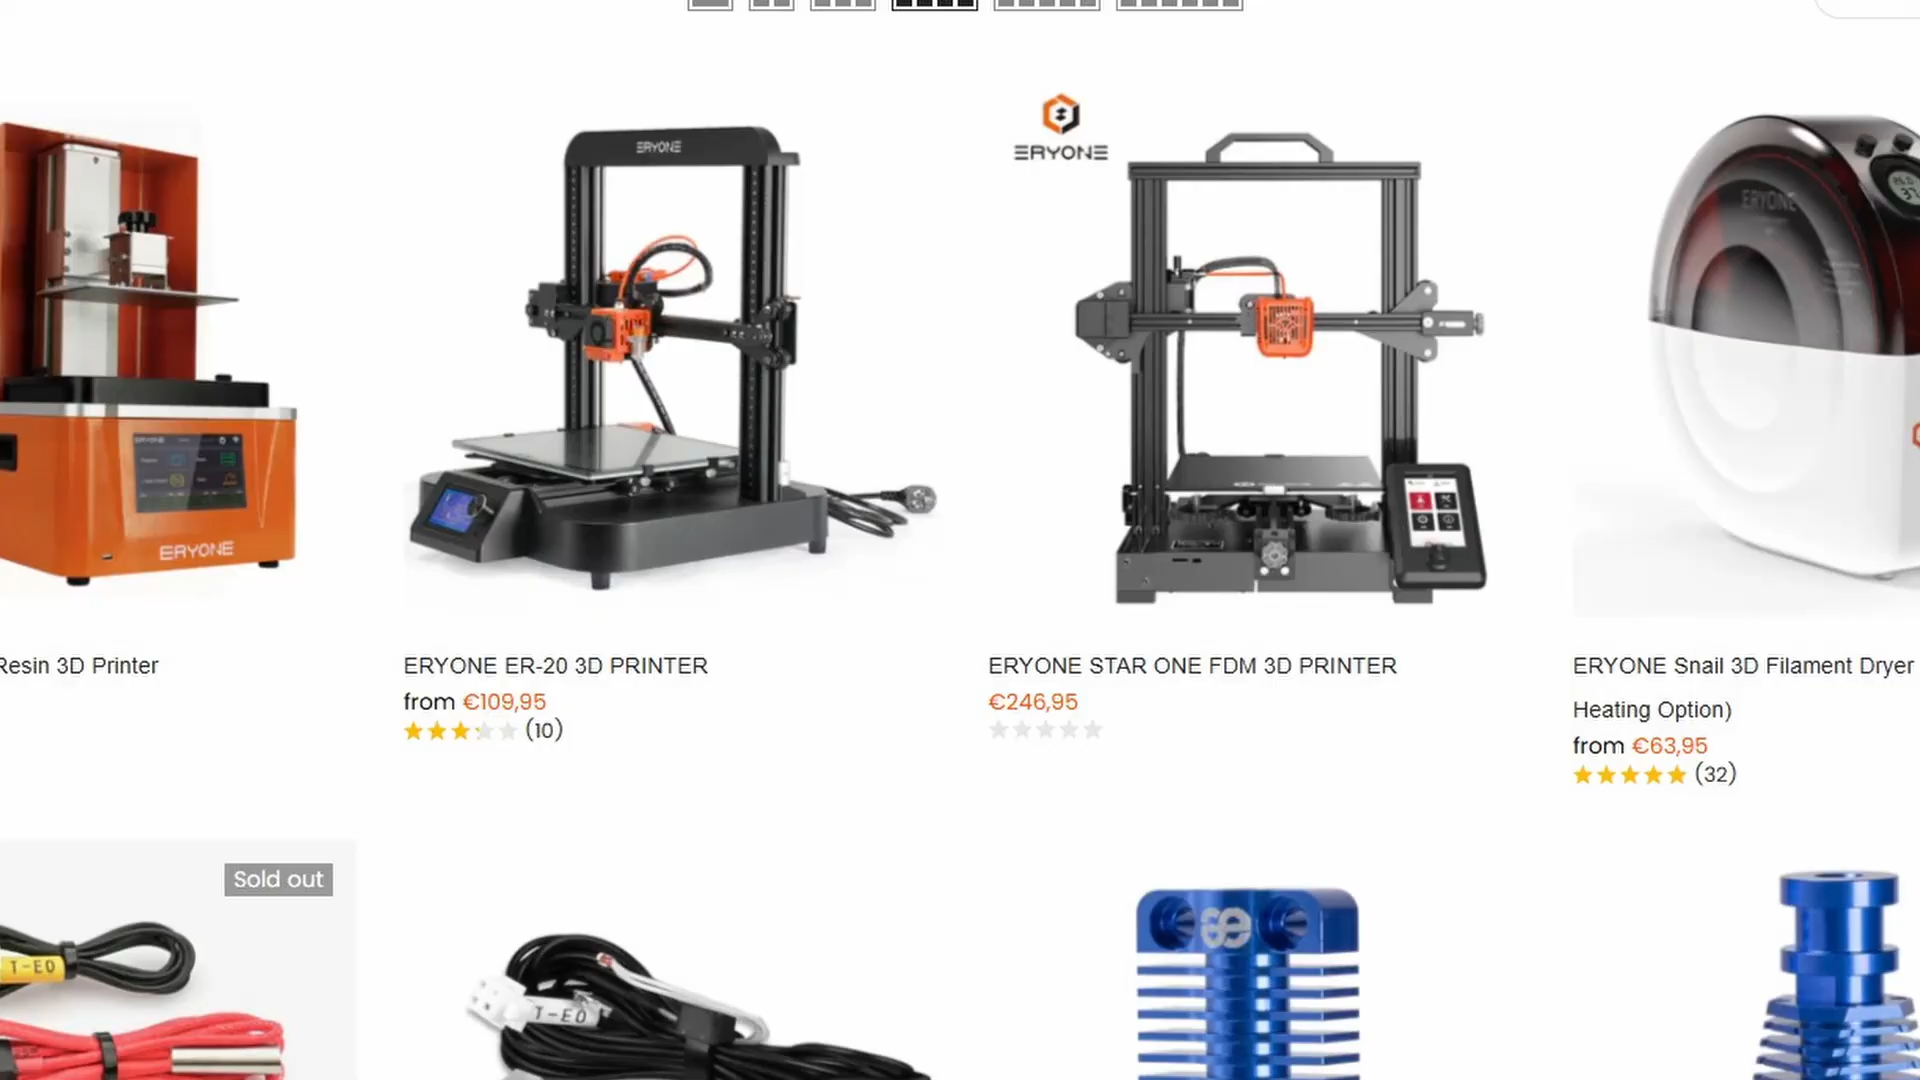 ERYONE
ERYONE
ERYONE
ERYONE
Resin 3D Printer
ERYONE ER-20 3D PRINTER
from €109,95
(10)
ERYONE STAR ONE FDM 3D PRINTER
€246,95
ERYONE Snail 3D Filament Dryer
Heating Option)
from €63,95
(32)
Sold out
T-E0
T-E0